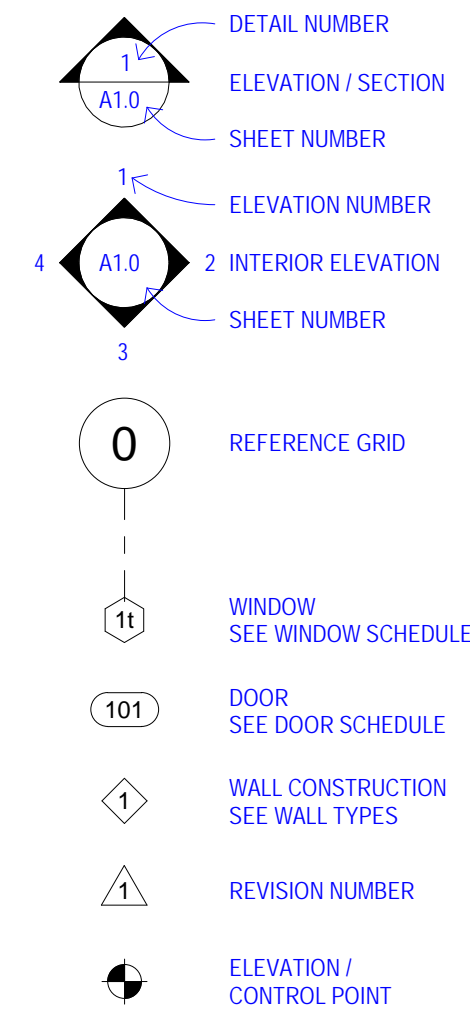 DETAIL NUMBER
1
ELEVATION / SECTION
A1.0
SHEET NUMBER
1
ELEVATION NUMBER
4 A1.0 2 INTERIOR ELEVATION
SHEET NUMBER
3
0 REFERENCE GRID
WINDOW
1t
SEE WINDOW SCHEDULE
DOOR
101
SEE DOOR SCHEDULE
WALL CONSTRUCTION
1
SEE WALL TYPES
1 REVISION NUMBER
ELEVATION /
CONTROL POINT